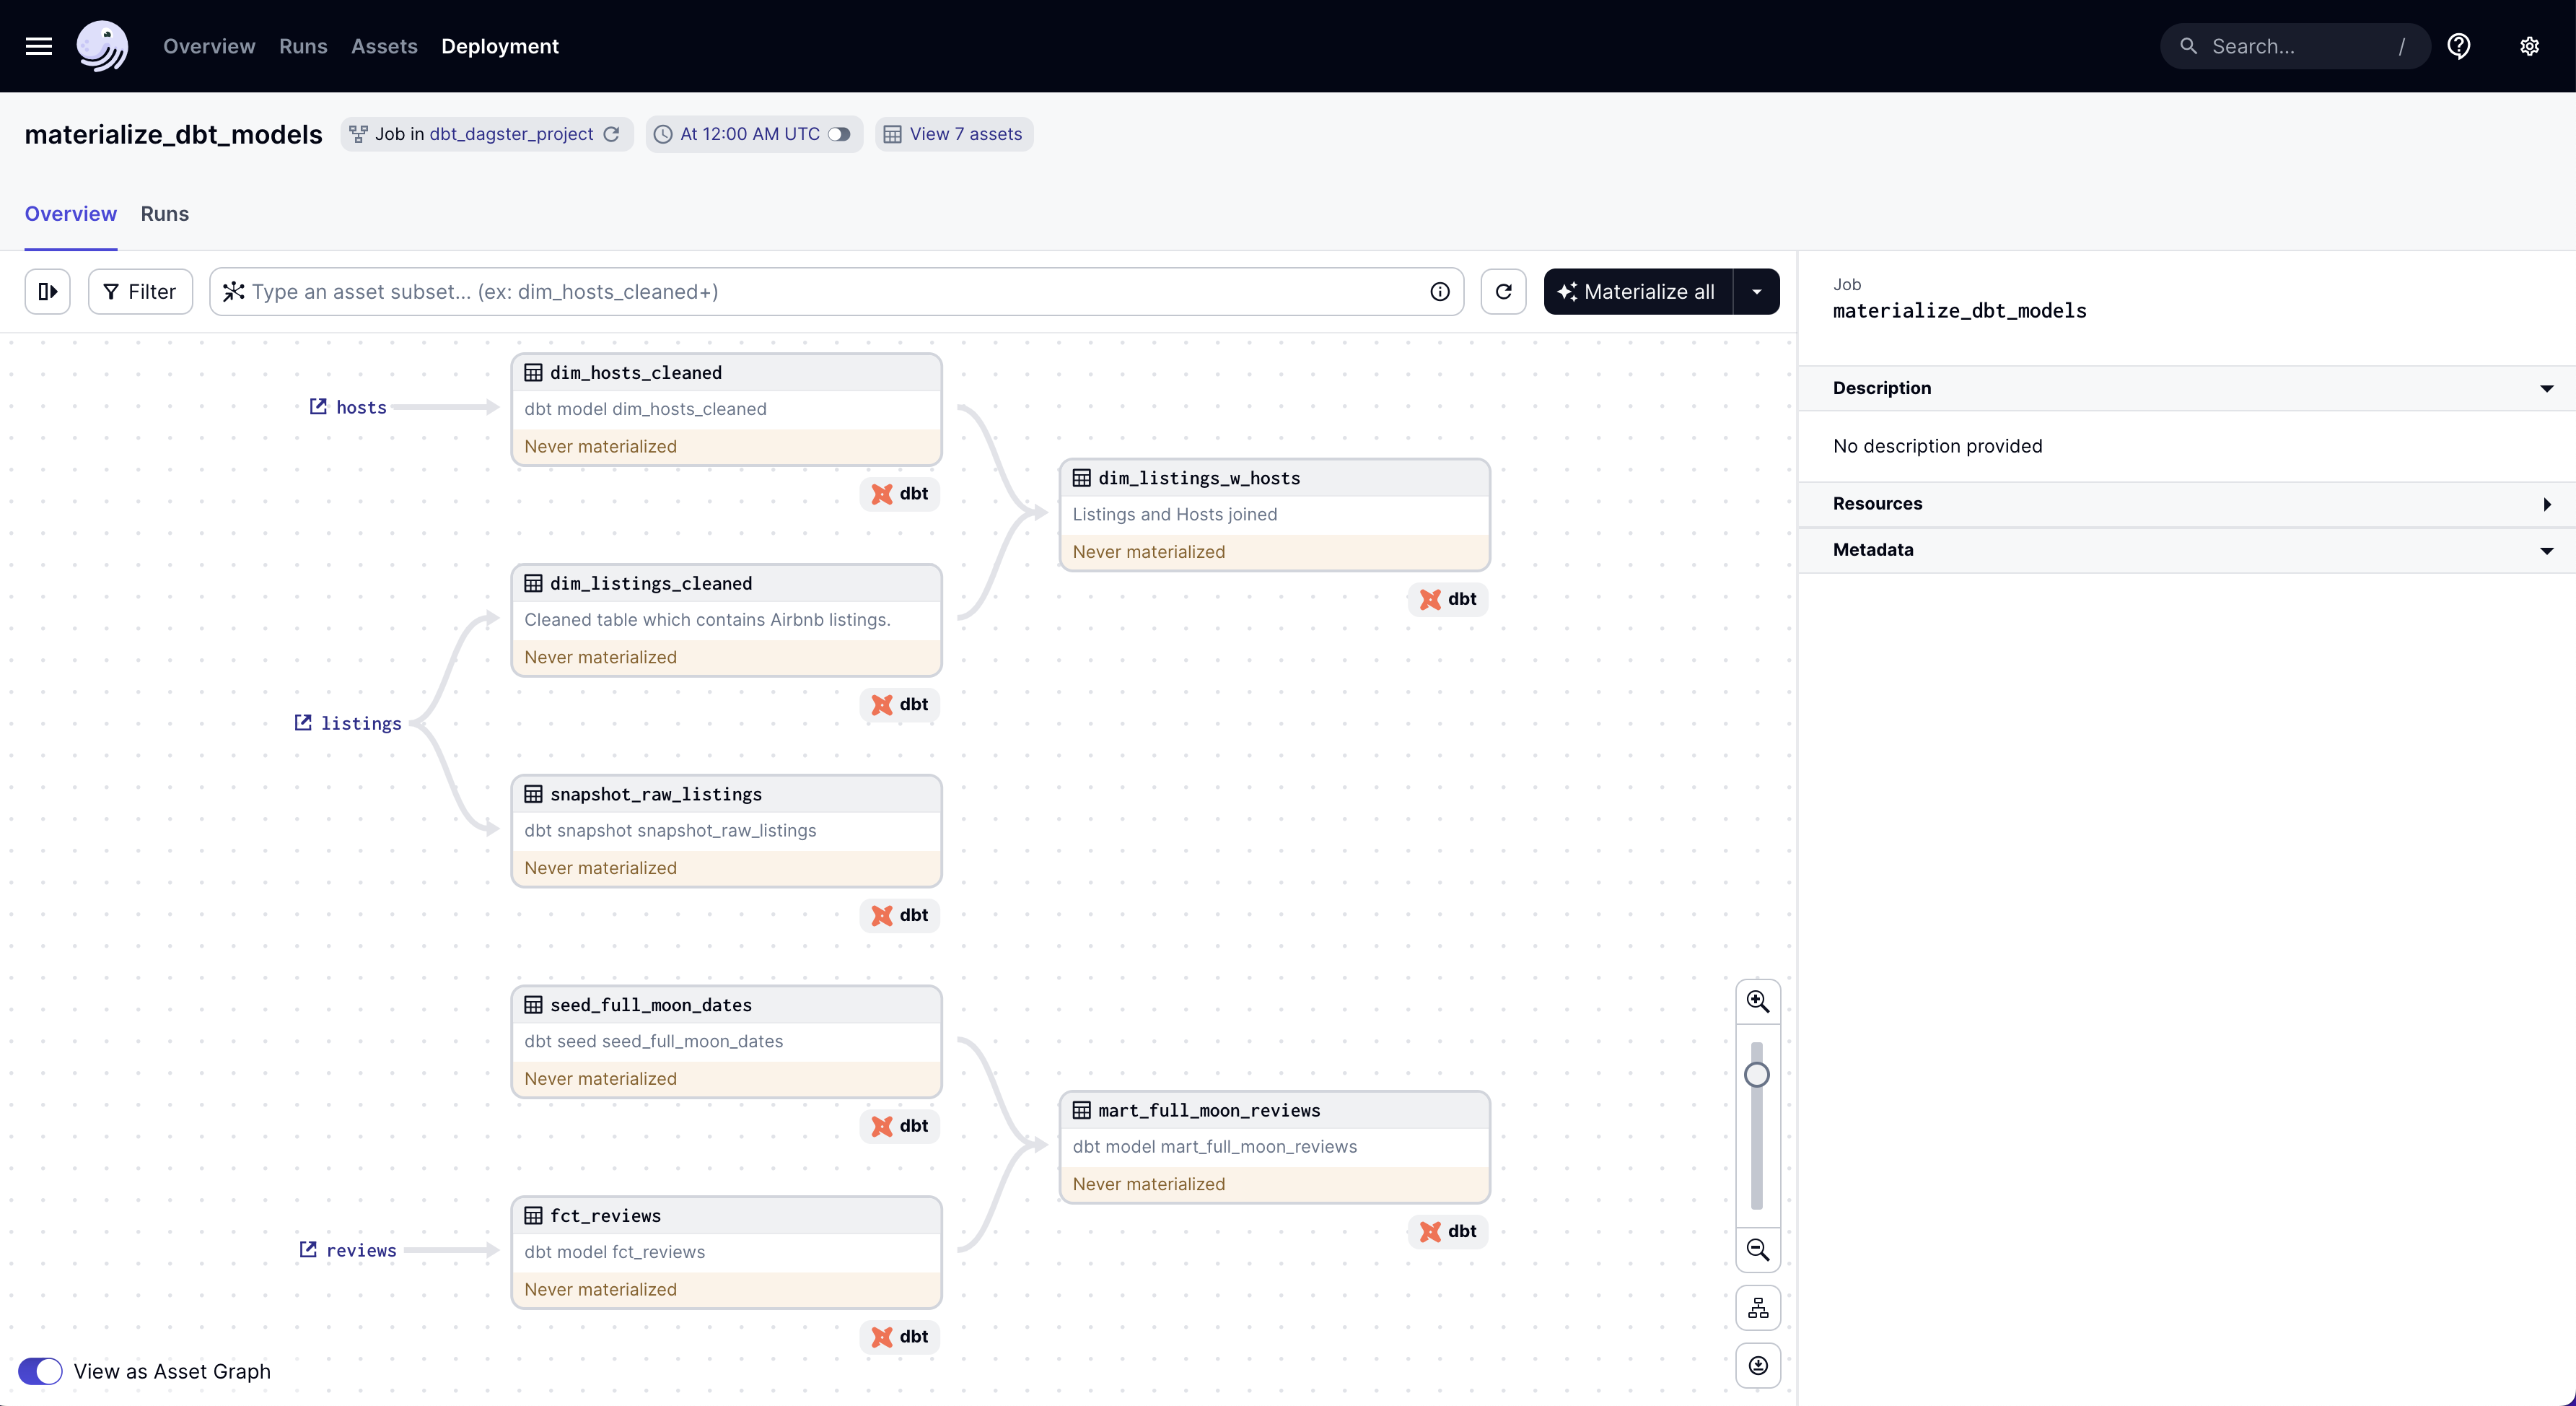 Overview Runs Assets Deployment Search... /
materialize_dbt_models Job in dbt_dagster_project At 12:00 AM UTC View 7 assets
Overview Runs
Filter Type an asset subset... (ex: dim_hosts_cleaned+) Materialize all
hosts
dim_hosts_cleaned
dbt model dim_hosts_cleaned
Never materialized
dbt
dim_listings_w_hosts
Listings and Hosts joined
Never materialized
dbt
listings
dim_listings_cleaned
Cleaned table which contains Airbnb listings.
Never materialized
dbt
snapshot_raw_listings
dbt snapshot snapshot_raw_listings
Never materialized
dbt
seed_full_moon_dates
dbt seed seed_full_moon_dates
Never materialized
dbt
mart_full_moon_reviews
dbt model mart_full_moon_reviews
Never materialized
dbt
reviews
fct_reviews
dbt model fct_reviews
Never materialized
dbt
View as Asset Graph
Job
materialize_dbt_models
Description
No description provided
Resources
Metadata